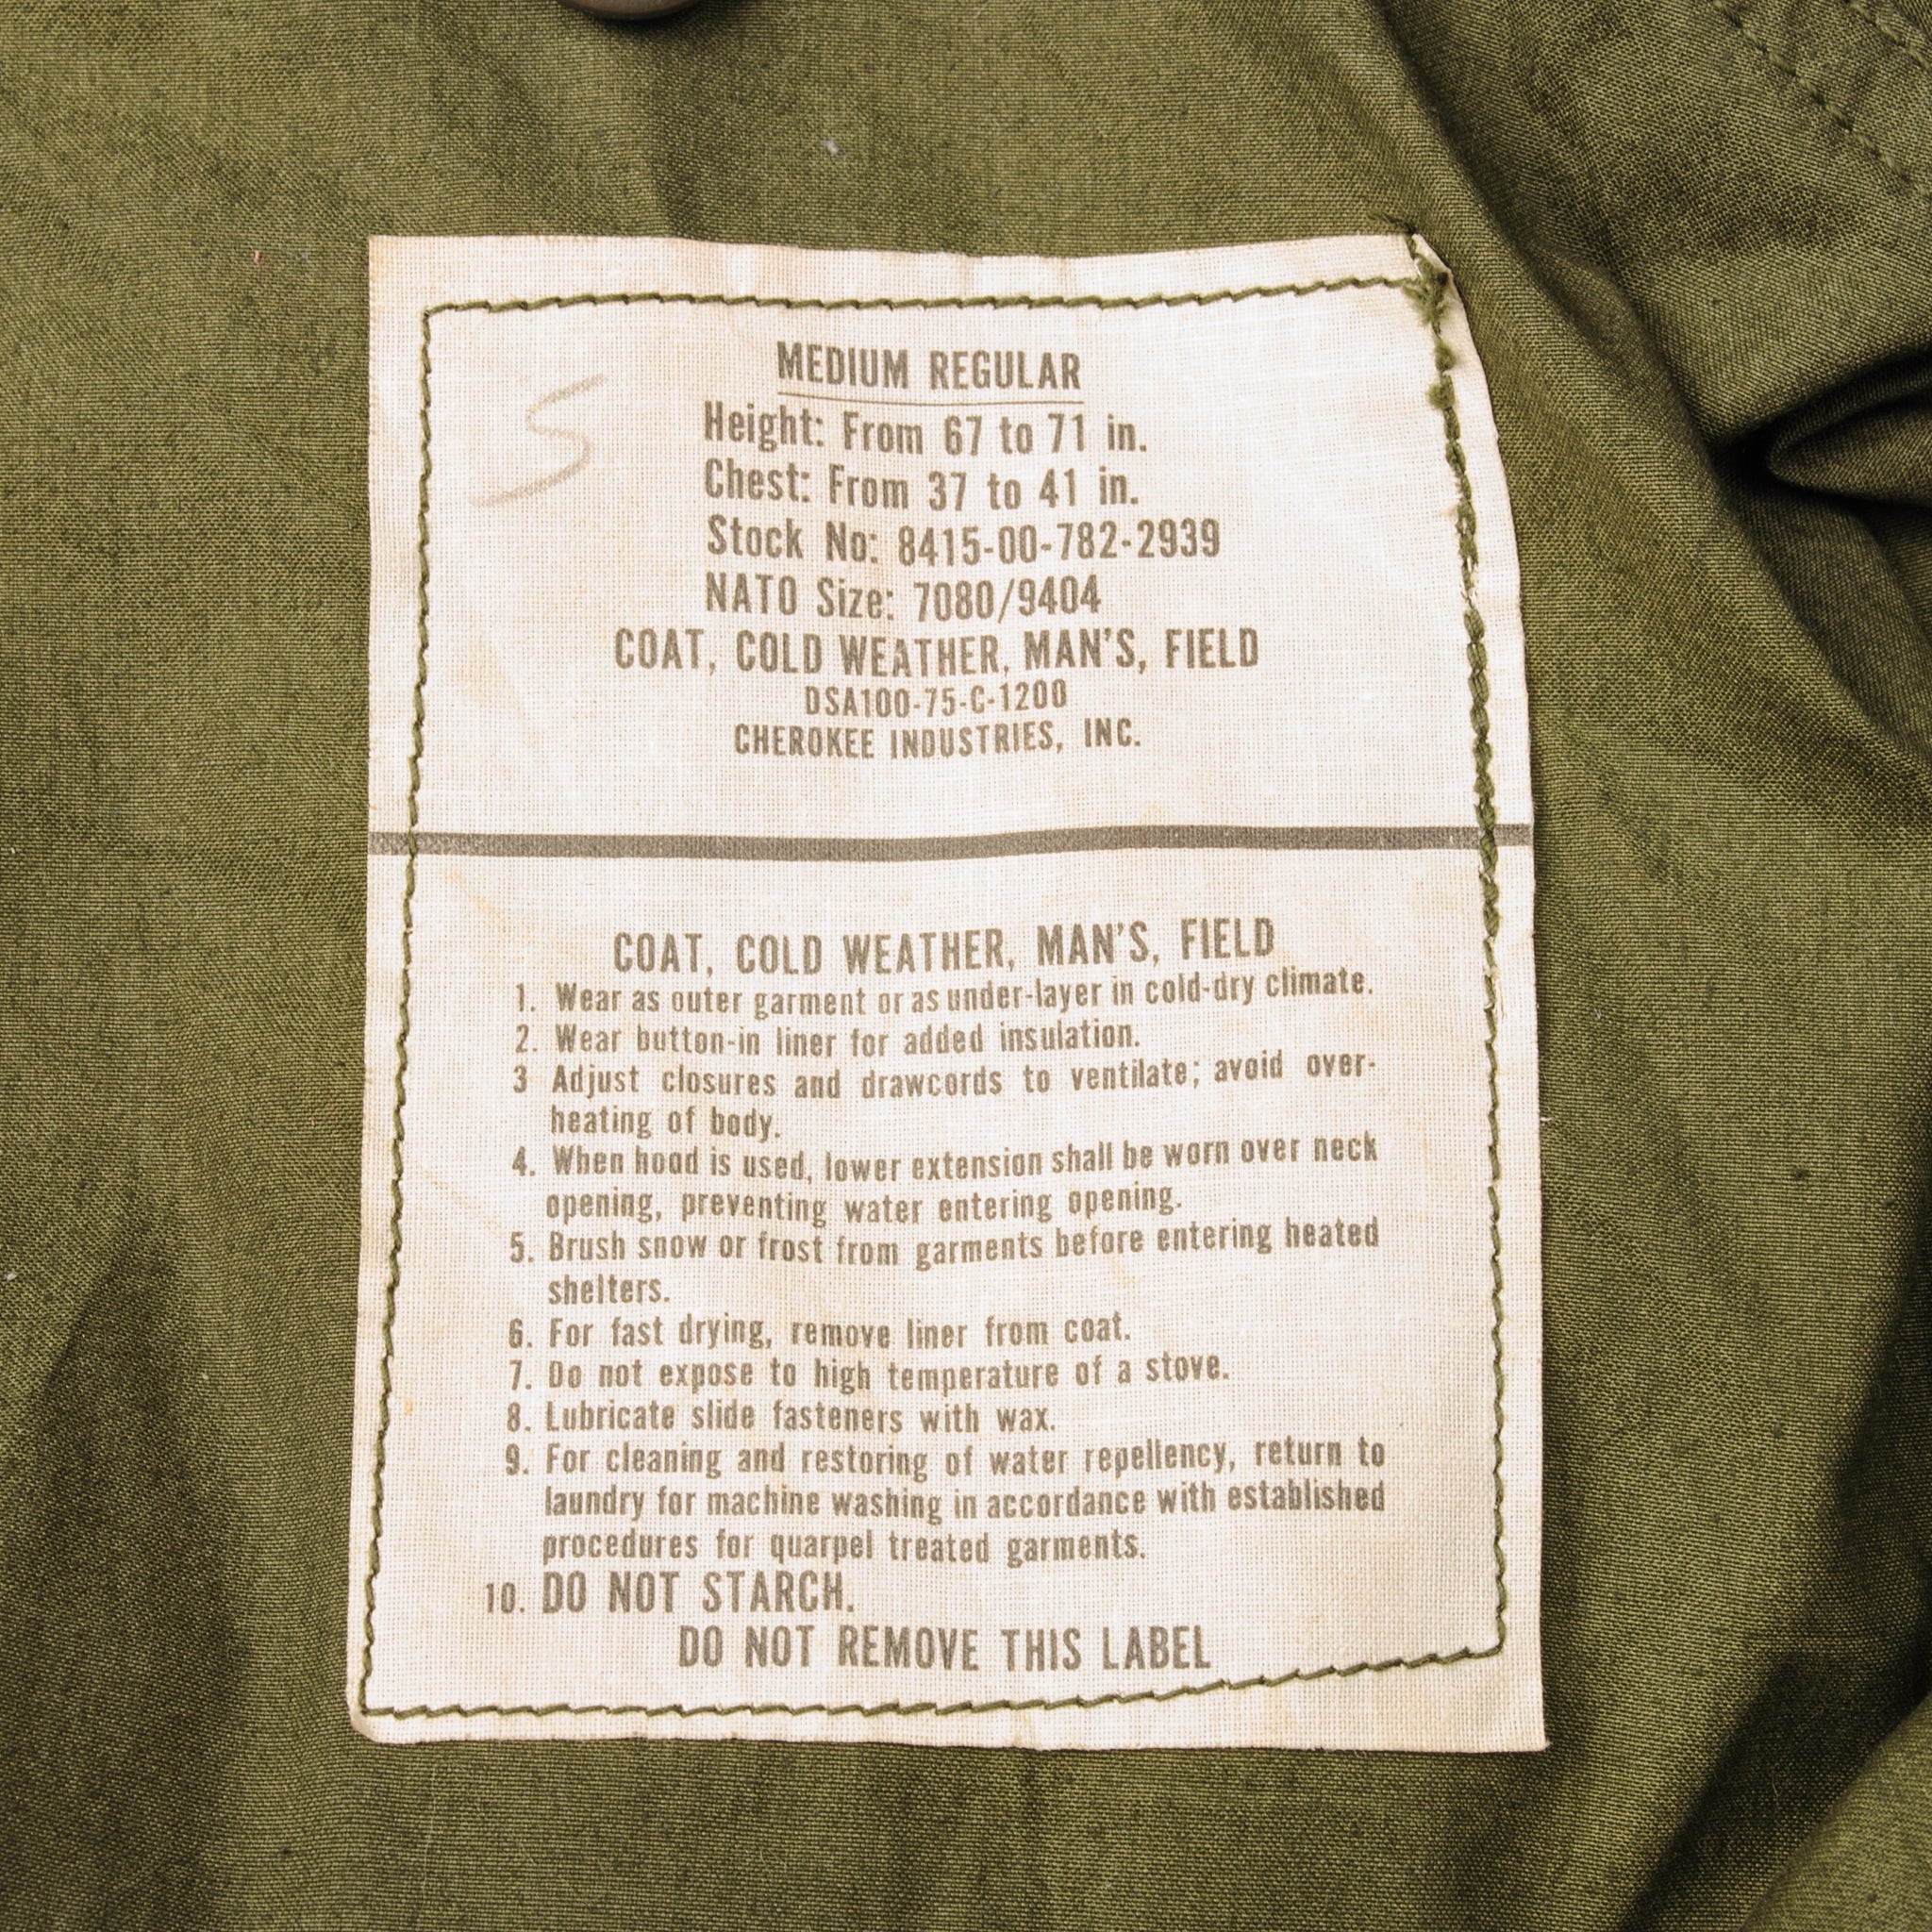 MEDIUM REGULAR
S
Height: From 67 to 71 in.
Chest: From 37 to 41 in.
Stock No: 8415-00-782-2939
NATO Size: 7080/9404
COAT, COLD WEATHER, MAN'S, FIELD
DSA100-75-C-1200
CHEROKEE INDUSTRIES, INC.
COAT, COLD WEATHER, MAN'S, FIELD
1. Wear as outer garment or as under-layer in cold-dry climate.
2. Wear button-in liner for added insulation.
3 Adjust closures and drawcords to ventilate; avoid over-
heating of body.
4. When hood is used, lower extension shall be worn over neck
opening, preventing water entering opening.
5. Brush snow or frost from garments before entering heated
shelters.
6. For fast drying, remove liner from coat.
7. Do not expose to high temperature of a stove.
8. Lubricate slide fasteners with wax.
9. For cleaning and restoring of water repellency, return to
laundry for machine washing in accordance with established
procedures for quarpel treated garments.
10. DO NOT STARCH.
DO NOT REMOVE THIS LABEL